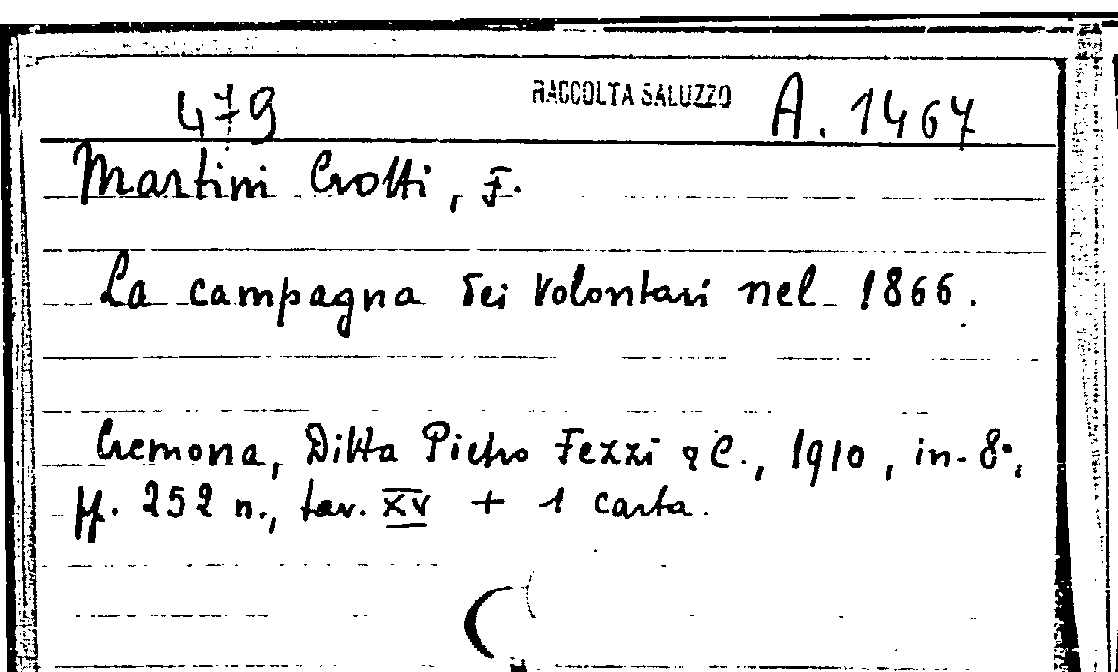 479 RACCOLTA SALUZZO A. 1467
Martini Crotti, F.
La campagna dei volontari nel 1866.
Cremona, Ditta Pietro Fezzi & C., 1910, in-8°,
pp. 252 n., tav. XV + 1 carta.